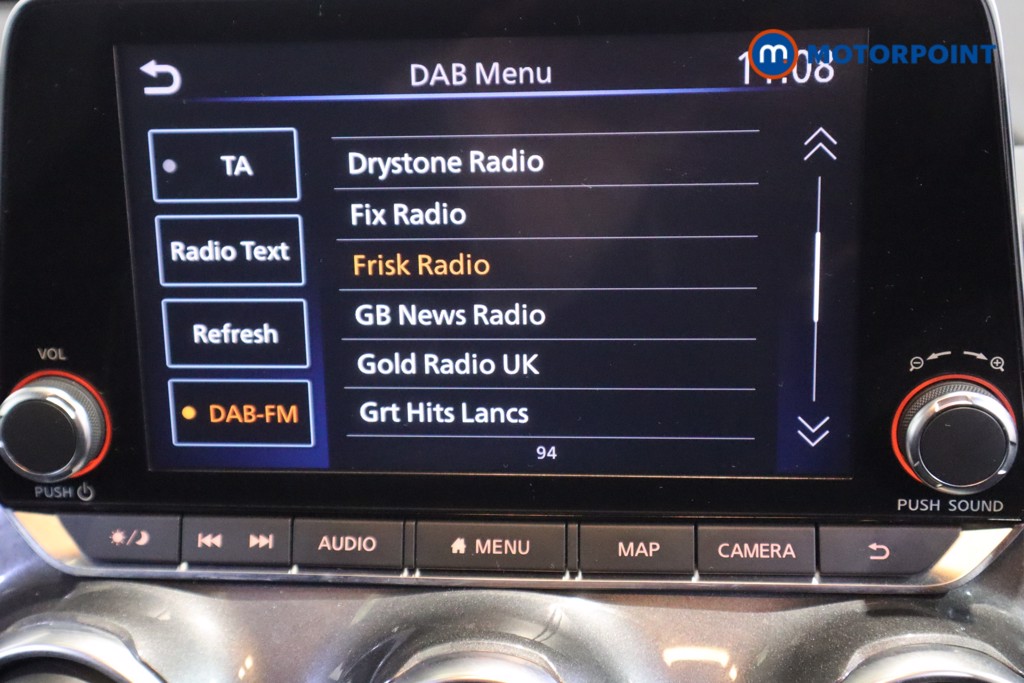 DAB Menu
m MOTORPOINT
TA
Drystone Radio
Fix Radio
Radio Text
Frisk Radio
GB News Radio
Refresh
Gold Radio UK
DAB-FM
Grt Hits Lancs
94
VOL
PUSH
PUSH SOUND
AUDIO
MENU
MAP
CAMERA